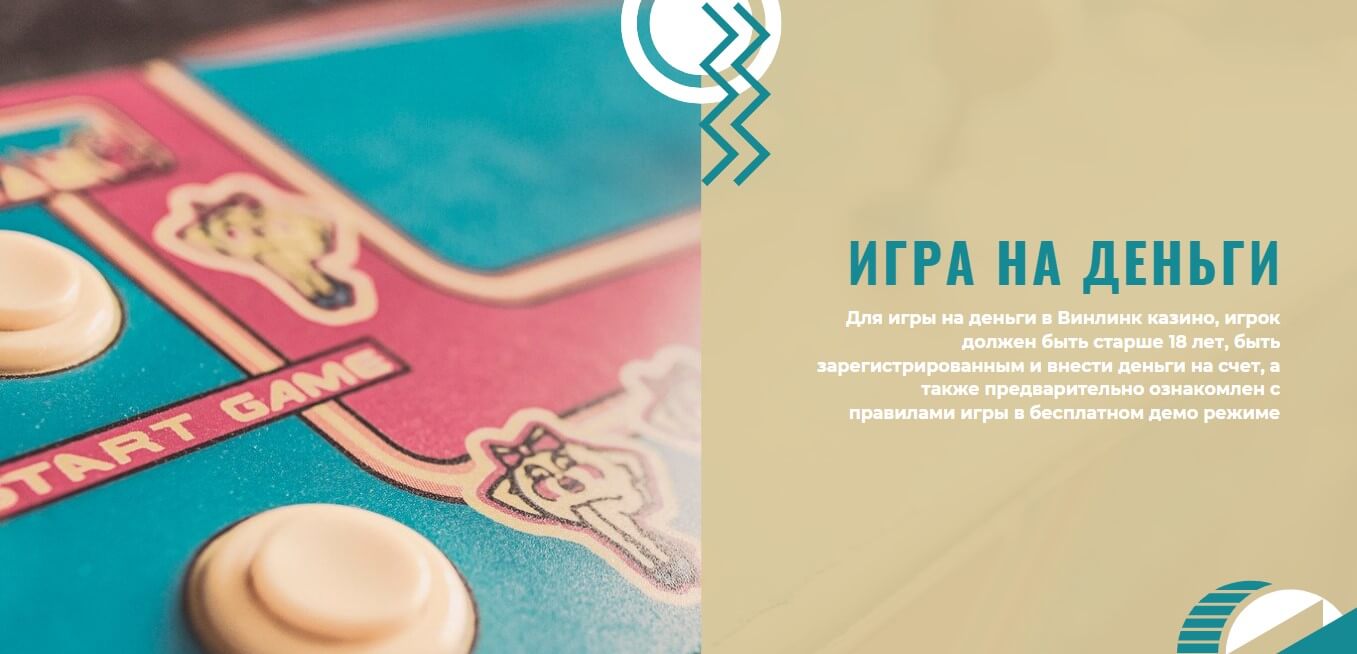 START GAME
ИГРА НА ДЕНЬГИ
Для игры на деньги в Винлинк казино, игрок
должен быть старше 18 лет, быть
зарегистрированным и внести деньги на счет, а
также предварительно ознакомлен с
правилами игры в бесплатном демо режиме